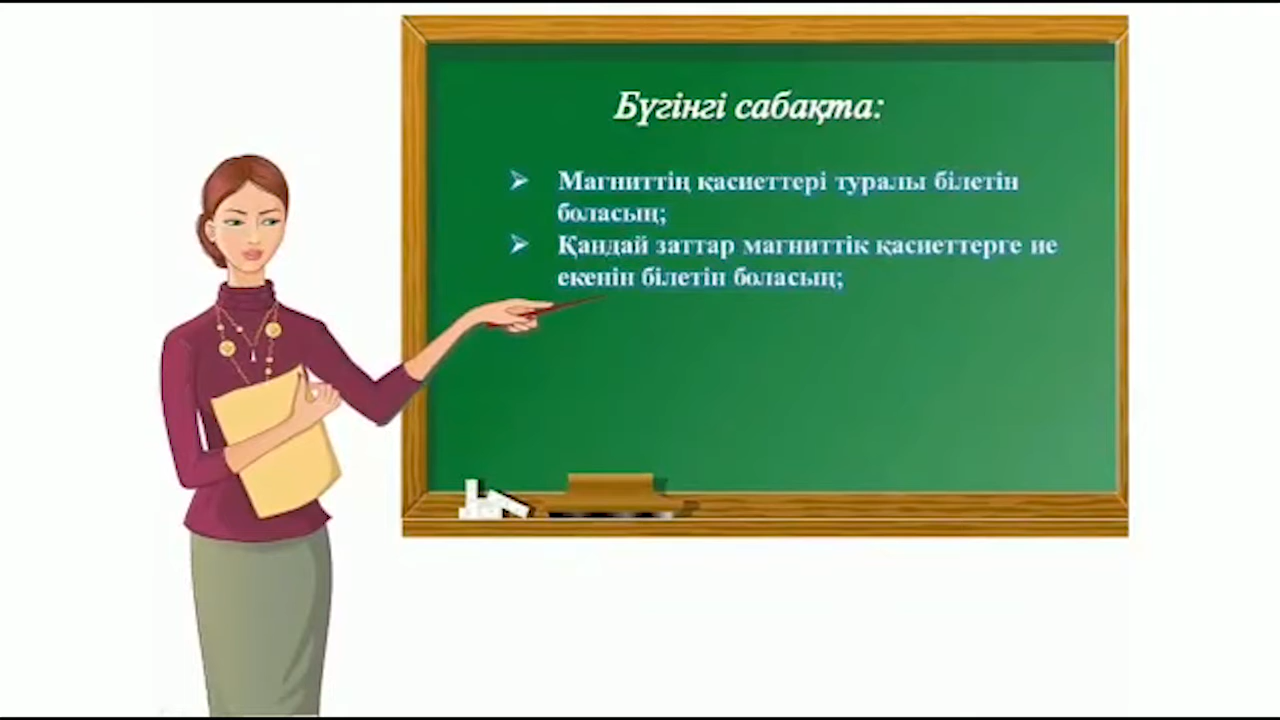 Бүгінгі сабақта:
➢ Магниттің қасиеттері туралы білетін
боласың;
➢ Қандай заттар магниттік қасиеттерге ие
екенін білетін боласың;